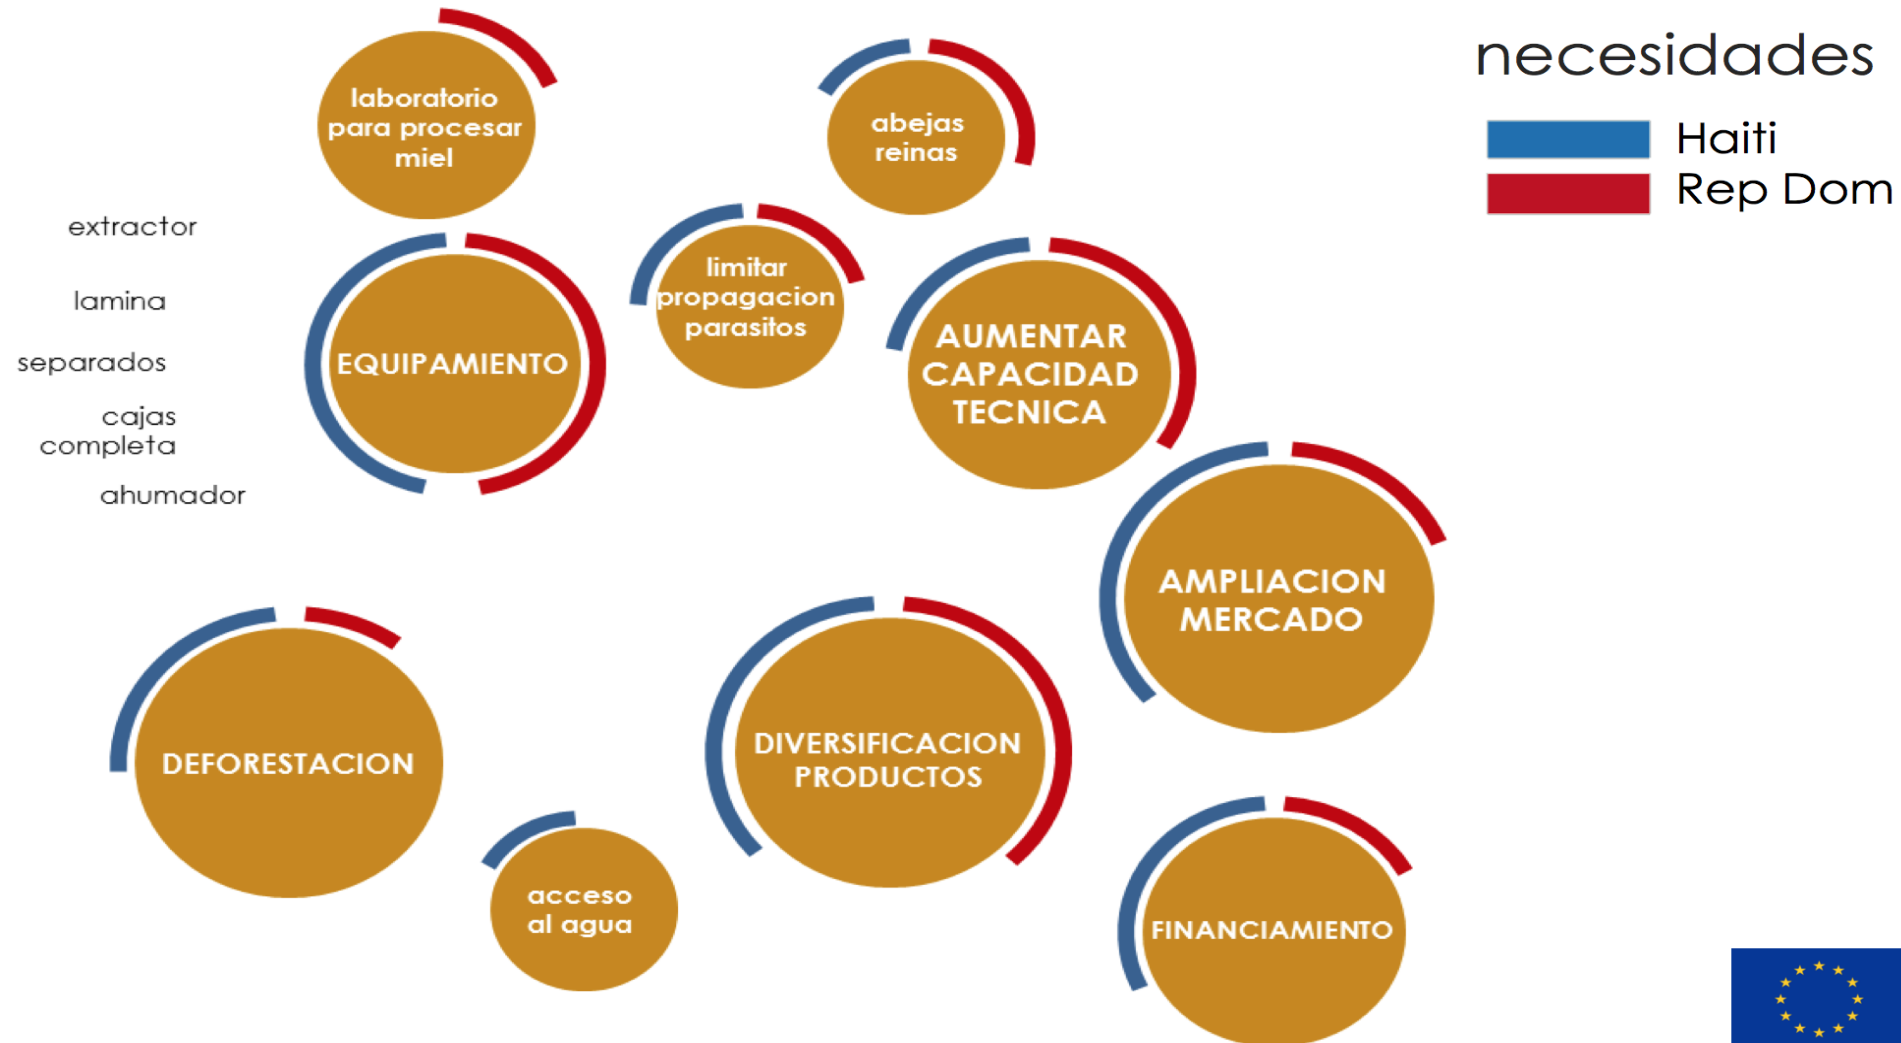 necesidades
Haiti
Rep Dom
laboratorio
para procesar
miel
abejas
reinas
extractor
lamina
separados
cajas
completa
ahumador
EQUIPAMIENTO
limitar
propagacion
parasitos
AUMENTAR
CAPACIDAD
TECNICA
AMPLIACION
MERCADO
DEFORESTACION
DIVERSIFICACION
PRODUCTOS
acceso
al agua
FINANCIAMIENTO